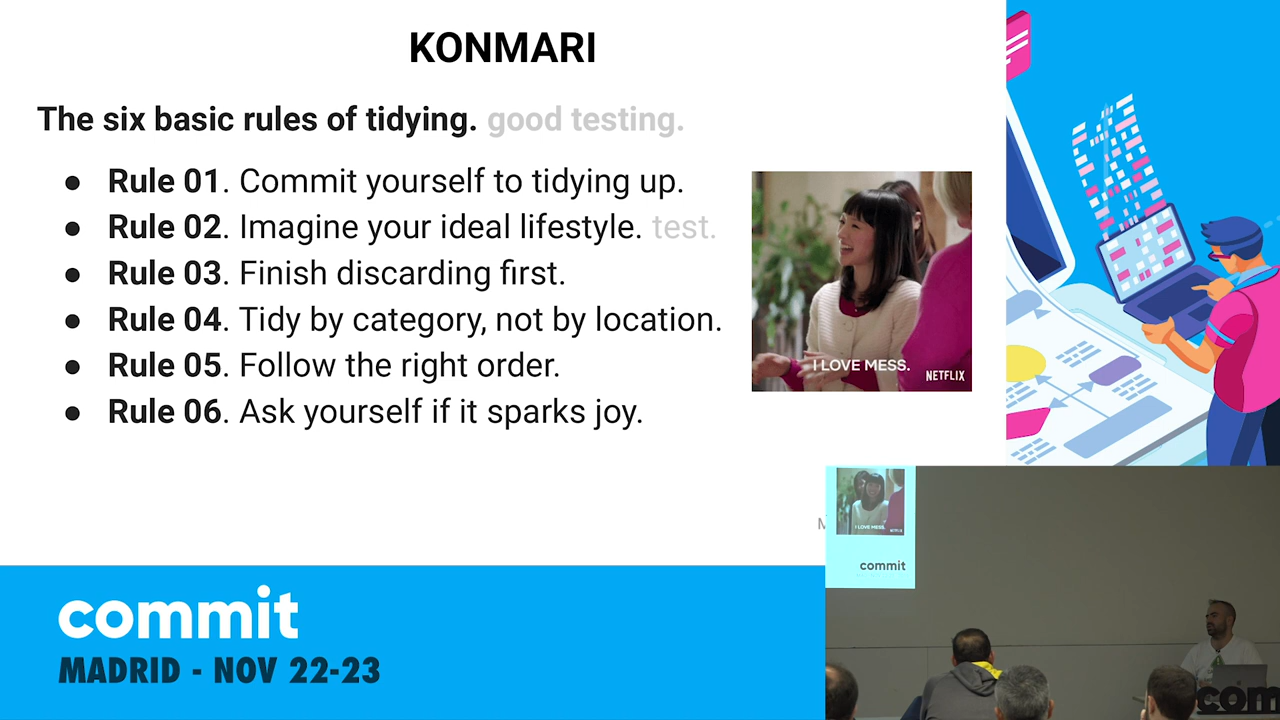 KONMARI
The six basic rules of tidying. good testing.
● Rule 01. Commit yourself to tidying up.
● Rule 02. Imagine your ideal lifestyle. test.
● Rule 03. Finish discarding first.
● Rule 04. Tidy by category, not by location.
● Rule 05. Follow the right order.
● Rule 06. Ask yourself if it sparks joy.
I LOVE MESS.
NETFLIX
M
I LOVE MESS.
NETFLIX
commit
commit
MADRID - NOV 22-23
com